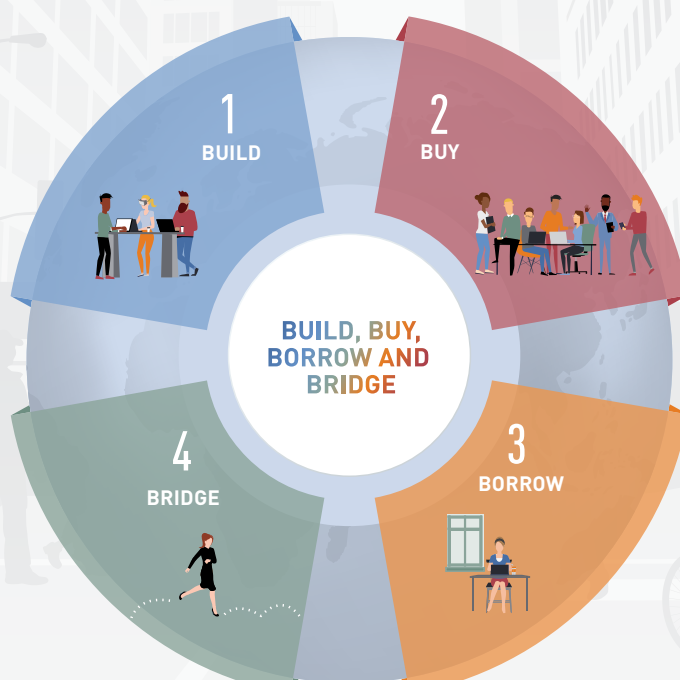 1
BUILD
2
BUY
BUILD, BUY,
BORROW AND
BRIDGE
4
BRIDGE
3
BORROW